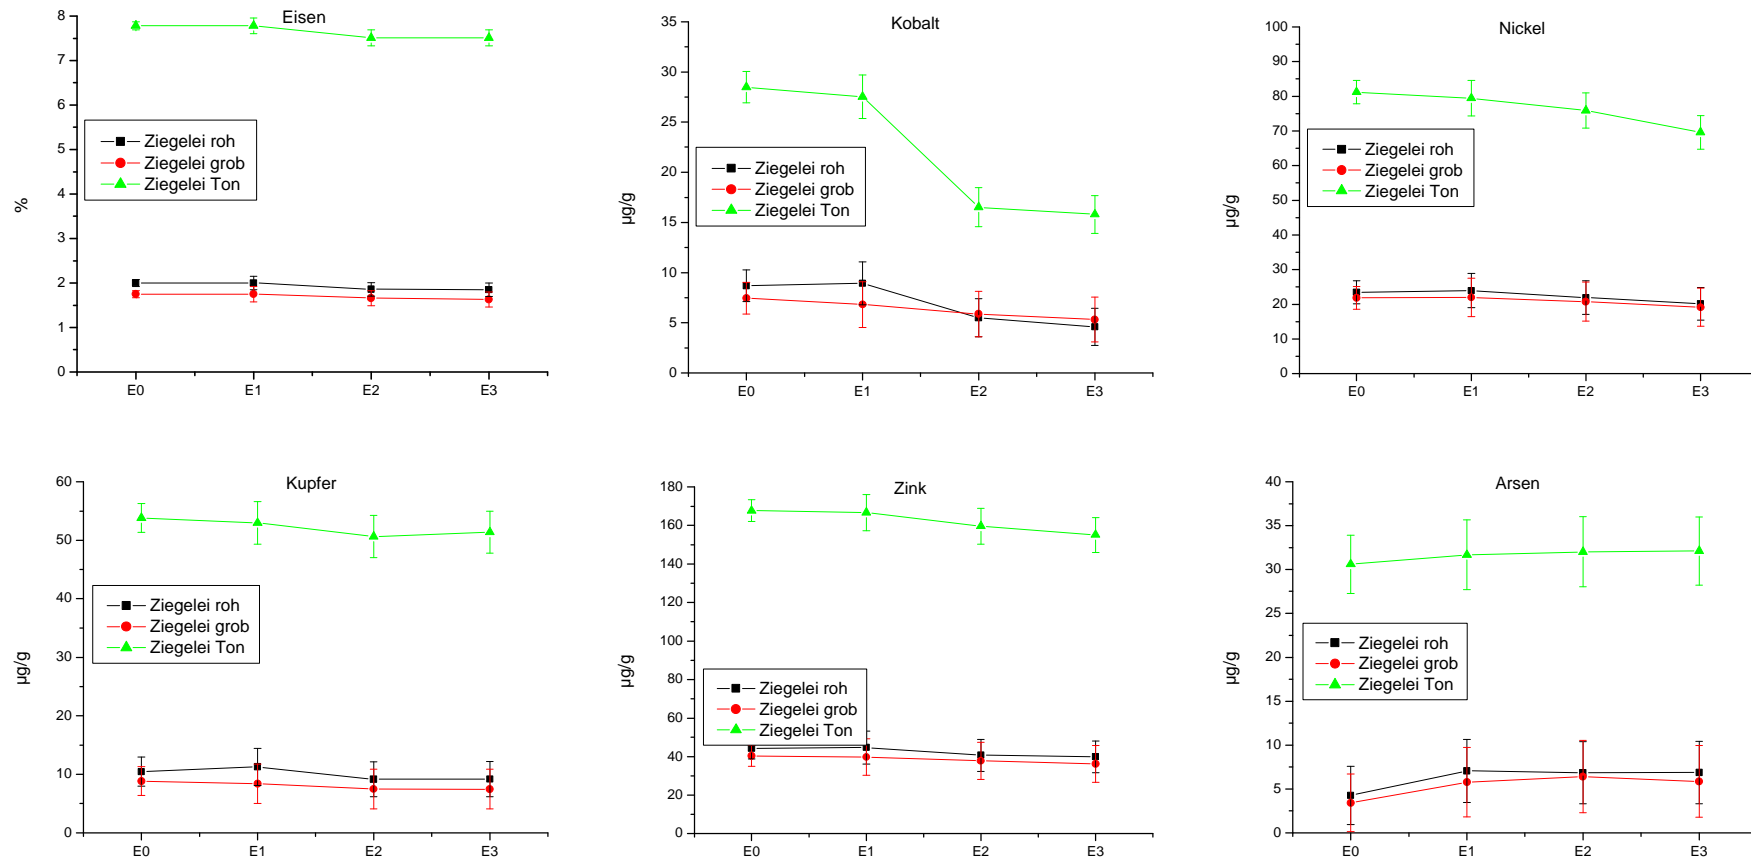 Eisen
8
7
6
5
4
3
2
1
0
%
Ziegelei roh
Ziegelei grob
Ziegelei Ton
E0 E1 E2 E3
Kobalt
35
30
25
20
15
10
5
0
µg/g
Ziegelei roh
Ziegelei grob
Ziegelei Ton
E0 E1 E2 E3
Nickel
100
90
80
70
60
50
40
30
20
10
0
µg/g
Ziegelei roh
Ziegelei grob
Ziegelei Ton
E0 E1 E2 E3
Kupfer
60
50
40
30
20
10
0
µg/g
Ziegelei roh
Ziegelei grob
Ziegelei Ton
E0 E1 E2 E3
Zink
180
160
140
120
100
80
60
40
20
0
µg/g
Ziegelei roh
Ziegelei grob
Ziegelei Ton
E0 E1 E2 E3
Arsen
40
35
30
25
20
15
10
5
0
µg/g
Ziegelei roh
Ziegelei grob
Ziegelei Ton
E0 E1 E2 E3